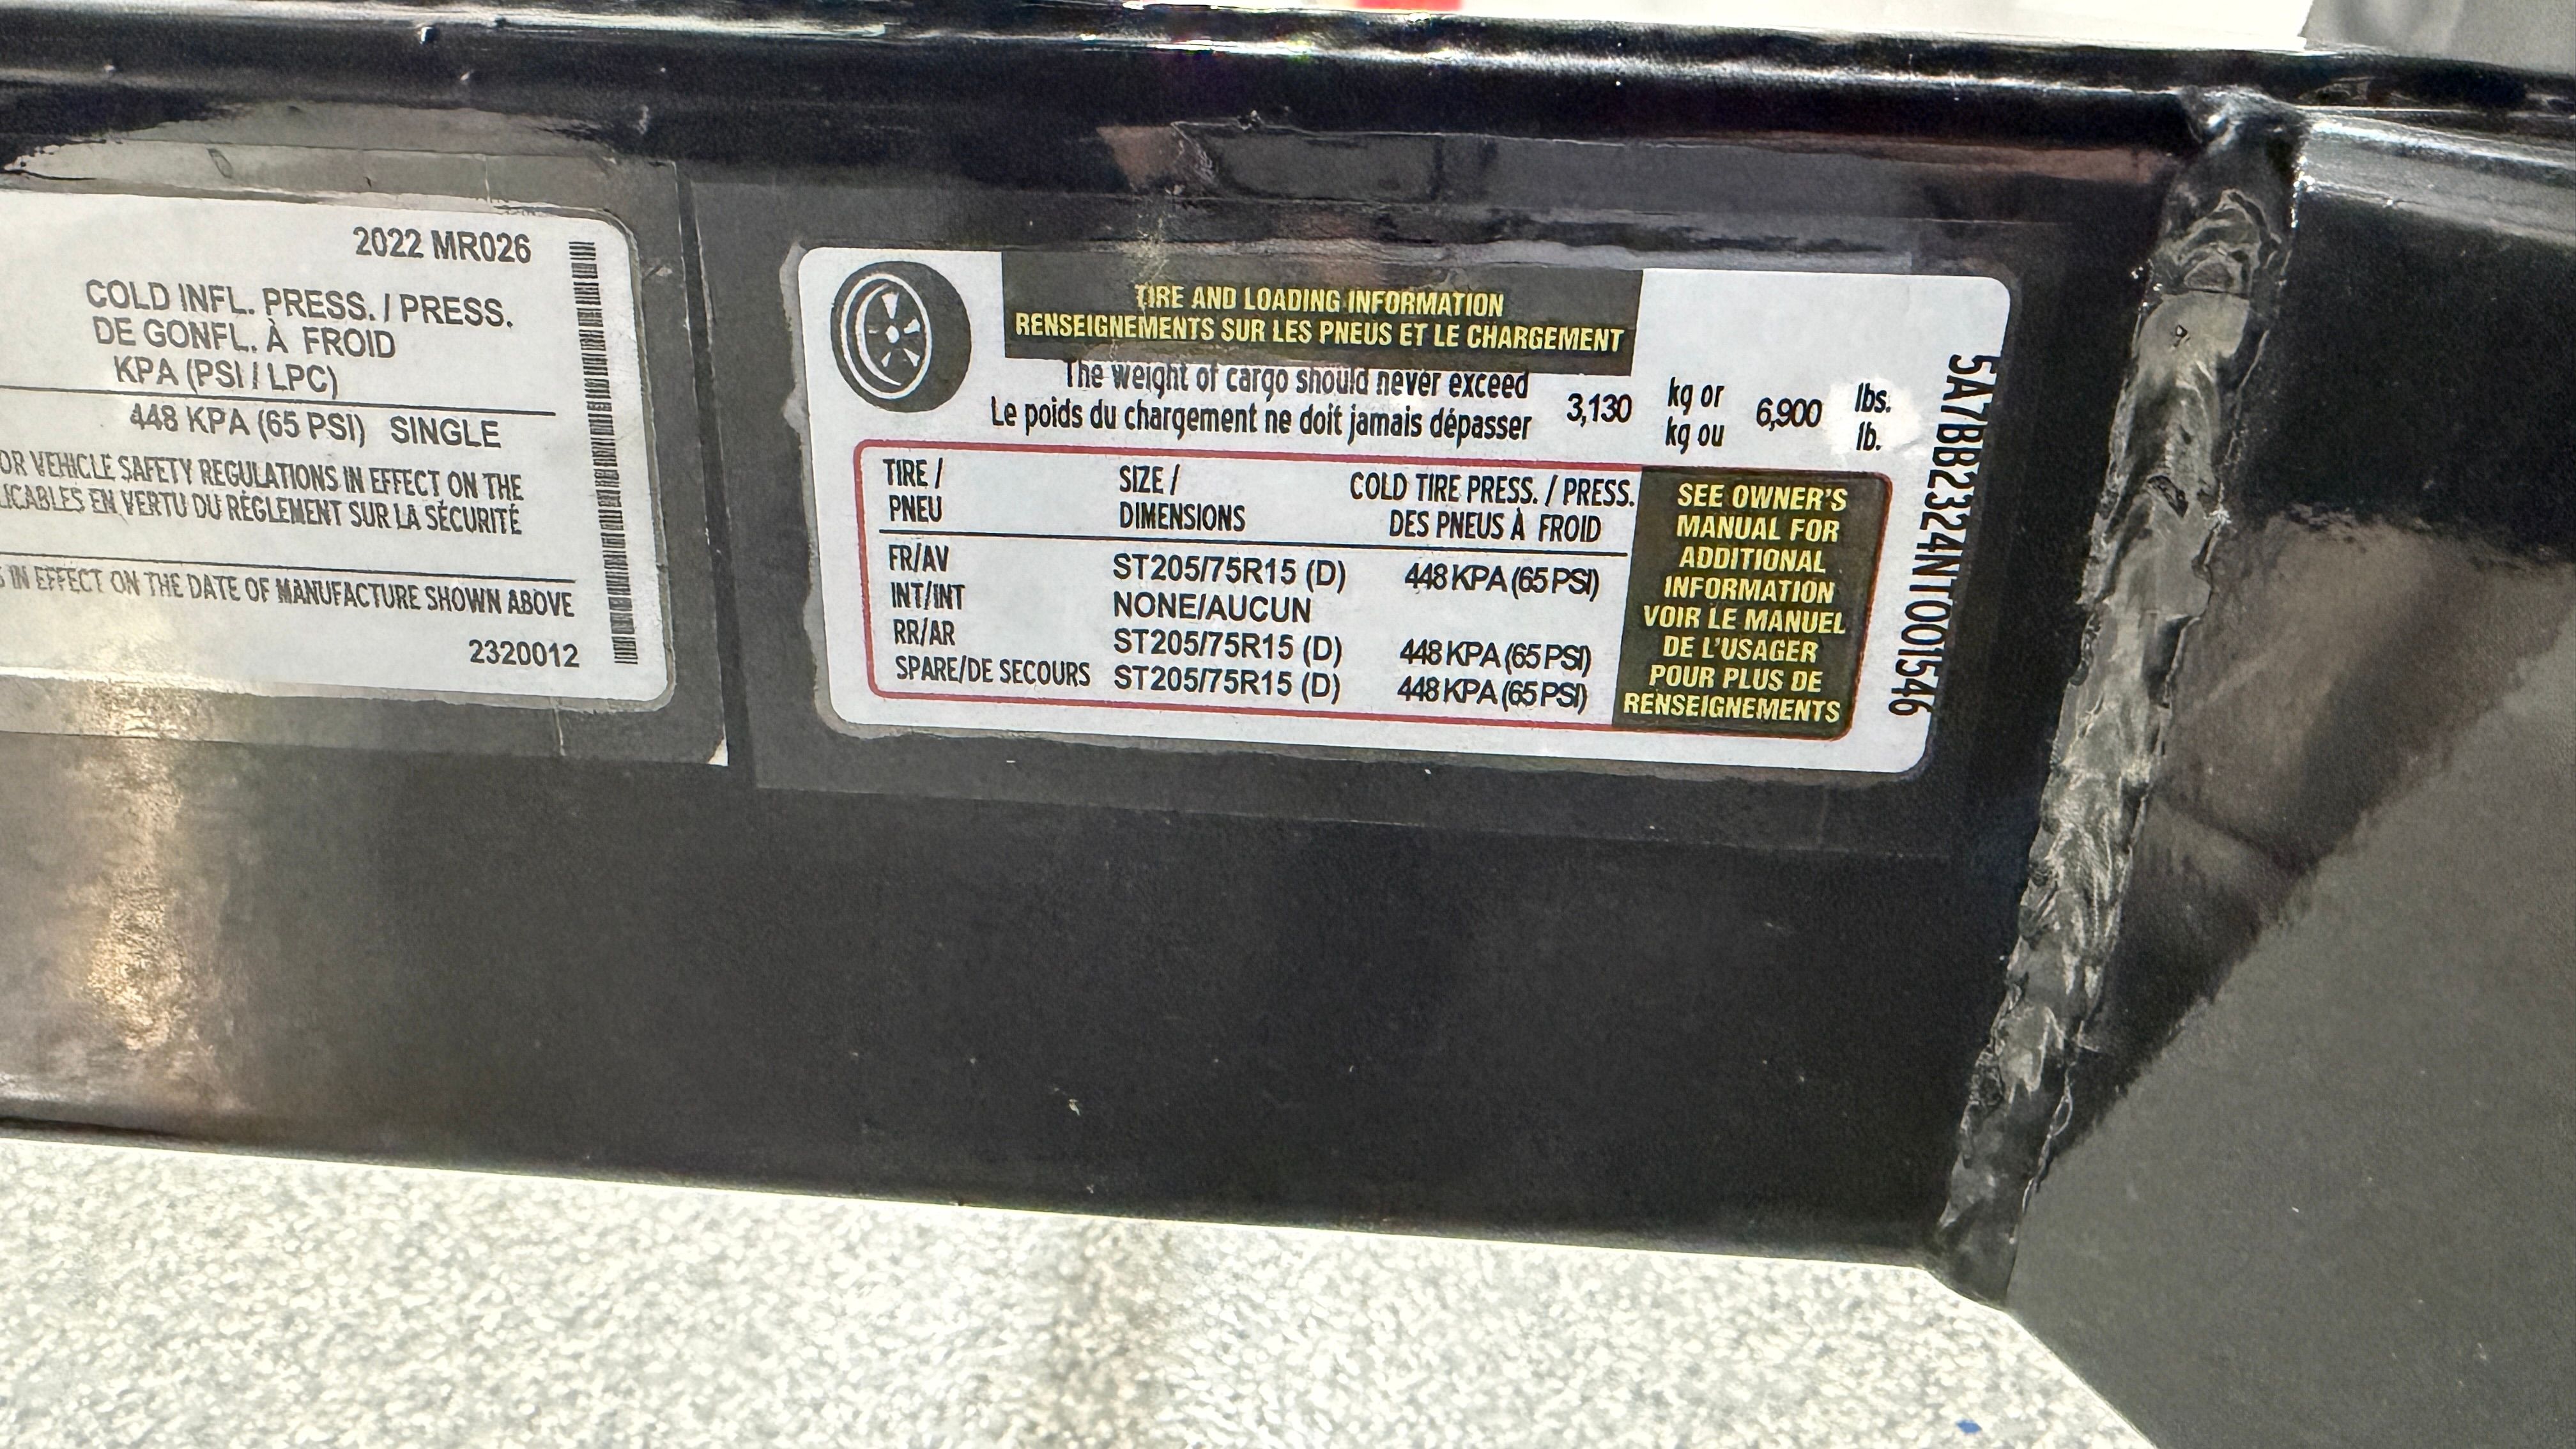 2022 MR026
COLD INFL. PRESS. / PRESS.
DE GONFL. À FROID
KPA (PSI / LPC)
448 KPA (65 PSI) SINGLE
OR VEHICLE SAFETY REGULATIONS IN EFFECT ON THE
LICABLES EN VERTU DU RÈGLEMENT SUR LA SÉCURITÉ
S IN EFFECT ON THE DATE OF MANUFACTURE SHOWN ABOVE
2320012
TIRE AND LOADING INFORMATION
RENSEIGNEMENTS SUR LES PNEUS ET LE CHARGEMENT
The weight of cargo should never exceed 3,130 kg or 6,900 lbs.
Le poids du chargement ne doit jamais dépasser kg ou lb.
TIRE / SIZE / COLD TIRE PRESS. / PRESS.
PNEU DIMENSIONS DES PNEUS À FROID
FR/AV ST205/75R15 (D) 448 KPA (65 PSI)
INT/INT NONE/AUCUN
RR/AR ST205/75R15 (D) 448 KPA (65 PSI)
SPARE/DE SECOURS ST205/75R15 (D) 448 KPA (65 PSI)
SEE OWNER'S
MANUAL FOR
ADDITIONAL
INFORMATION
VOIR LE MANUEL
DE L'USAGER
POUR PLUS DE
RENSEIGNEMENTS
5A7BB2324NT001546